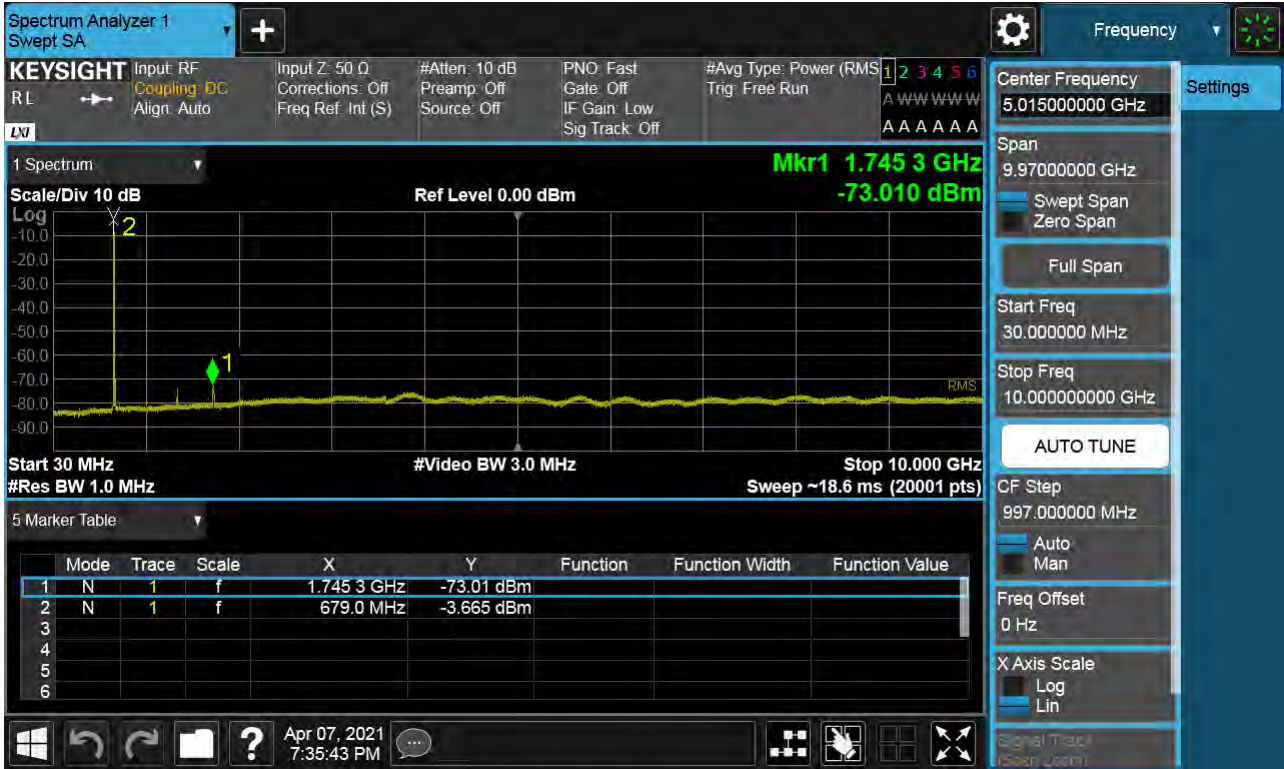 Spectrum Analyzer 1
Swept SA
+
Frequency
KEYSIGHT
R L
LXI
Input: RF
Coupling: DC
Align: Auto
Input Z: 50 Ω
Corrections: Off
Freq Ref: Int (S)
#Atten: 10 dB
Preamp: Off
Source: Off
PNO: Fast
Gate: Off
IF Gain: Low
Sig Track: Off
#Avg Type: Power (RMS
Trig: Free Run
1 2 3 4 5 6
A W W W W W
A A A A A A
1 Spectrum
Mkr1 1.745 3 GHz
-73.010 dBm
Scale/Div 10 dB
Ref Level 0.00 dBm
Log
-10.0
-20.0
-30.0
-40.0
-50.0
-60.0
-70.0
-80.0
-90.0
2
1
RMS
Start 30 MHz
#Video BW 3.0 MHz
Stop 10.000 GHz
#Res BW 1.0 MHz
Sweep ~18.6 ms (20001 pts)
5 Marker Table
Mode Trace Scale X Y Function Function Width Function Value
1 N 1 f 1.745 3 GHz -73.01 dBm
2 N 1 f 679.0 MHz -3.665 dBm
3
4
5
6
?
Apr 07, 2021
7:35:43 PM
Center Frequency
5.015000000 GHz
Settings
Span
9.97000000 GHz
Swept Span
Zero Span
Full Span
Start Freq
30.000000 MHz
Stop Freq
10.000000000 GHz
AUTO TUNE
CF Step
997.000000 MHz
Auto
Man
Freq Offset
0 Hz
X Axis Scale
Log
Lin
Signal Track
(Span Zoom)